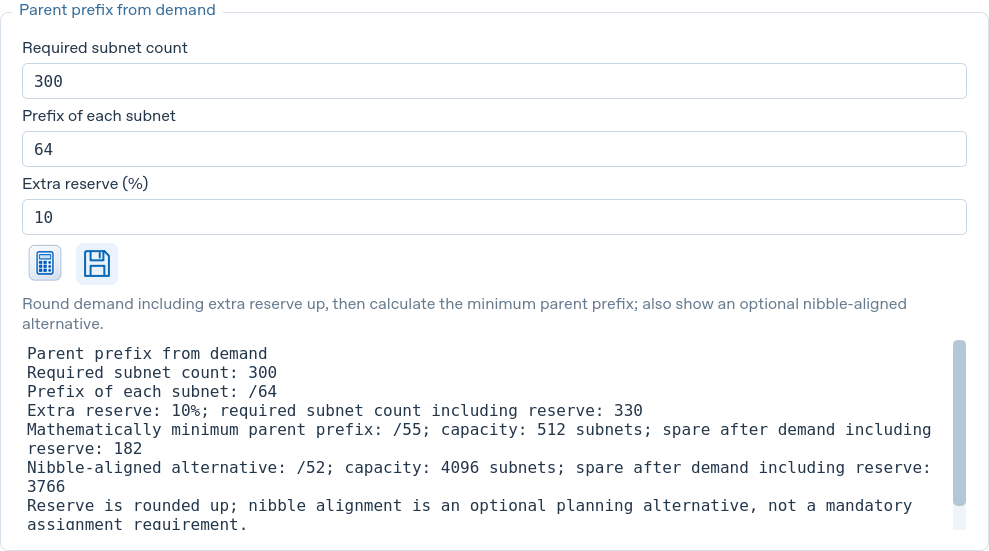 Parent prefix from demand
Required subnet count
300
Prefix of each subnet
64
Extra reserve (%)
10
Round demand including extra reserve up, then calculate the minimum parent prefix; also show an optional nibble-aligned
alternative.
Parent prefix from demand
Required subnet count: 300
Prefix of each subnet: /64
Extra reserve: 10%; required subnet count including reserve: 330
Mathematically minimum parent prefix: /55; capacity: 512 subnets; spare after demand including
reserve: 182
Nibble-aligned alternative: /52; capacity: 4096 subnets; spare after demand including reserve:
3766
Reserve is rounded up; nibble alignment is an optional planning alternative, not a mandatory
assignment requirement.